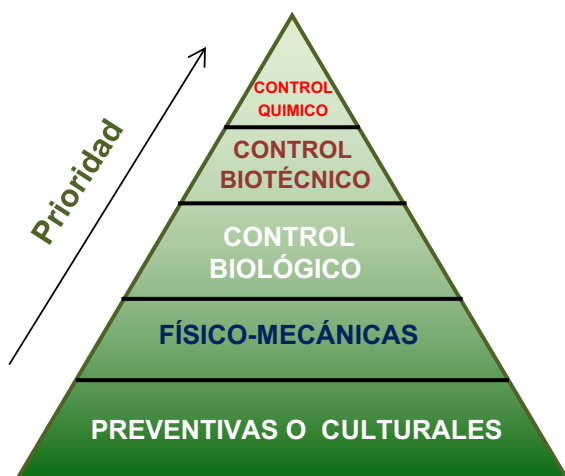 Prioridad
CONTROL
QUIMICO
CONTROL
BIOTÉCNICO
CONTROL
BIOLÓGICO
FÍSICO-MECÁNICAS
PREVENTIVAS O CULTURALES